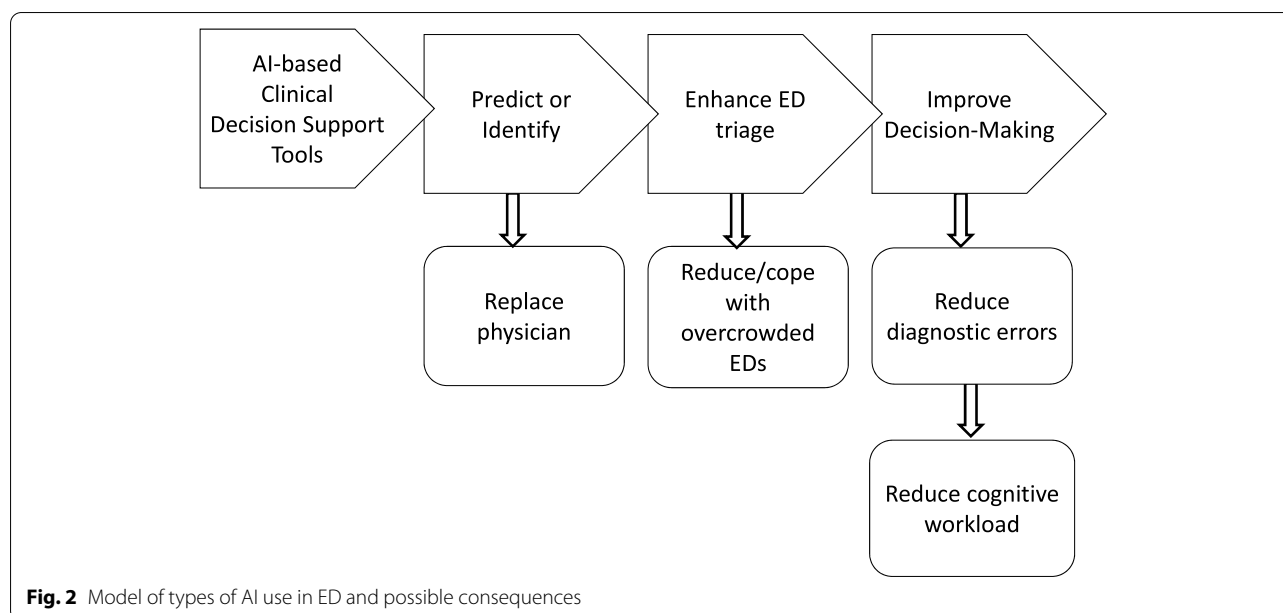 AI-based
Clinical
Decision Support
Tools
Predict or
Identify
Enhance ED
triage
Improve
Decision-Making
Replace
physician
Reduce/cope
with
overcrowded
EDs
Reduce
diagnostic errors
Reduce cognitive
workload
Fig. 2 Model of types of AI use in ED and possible consequences